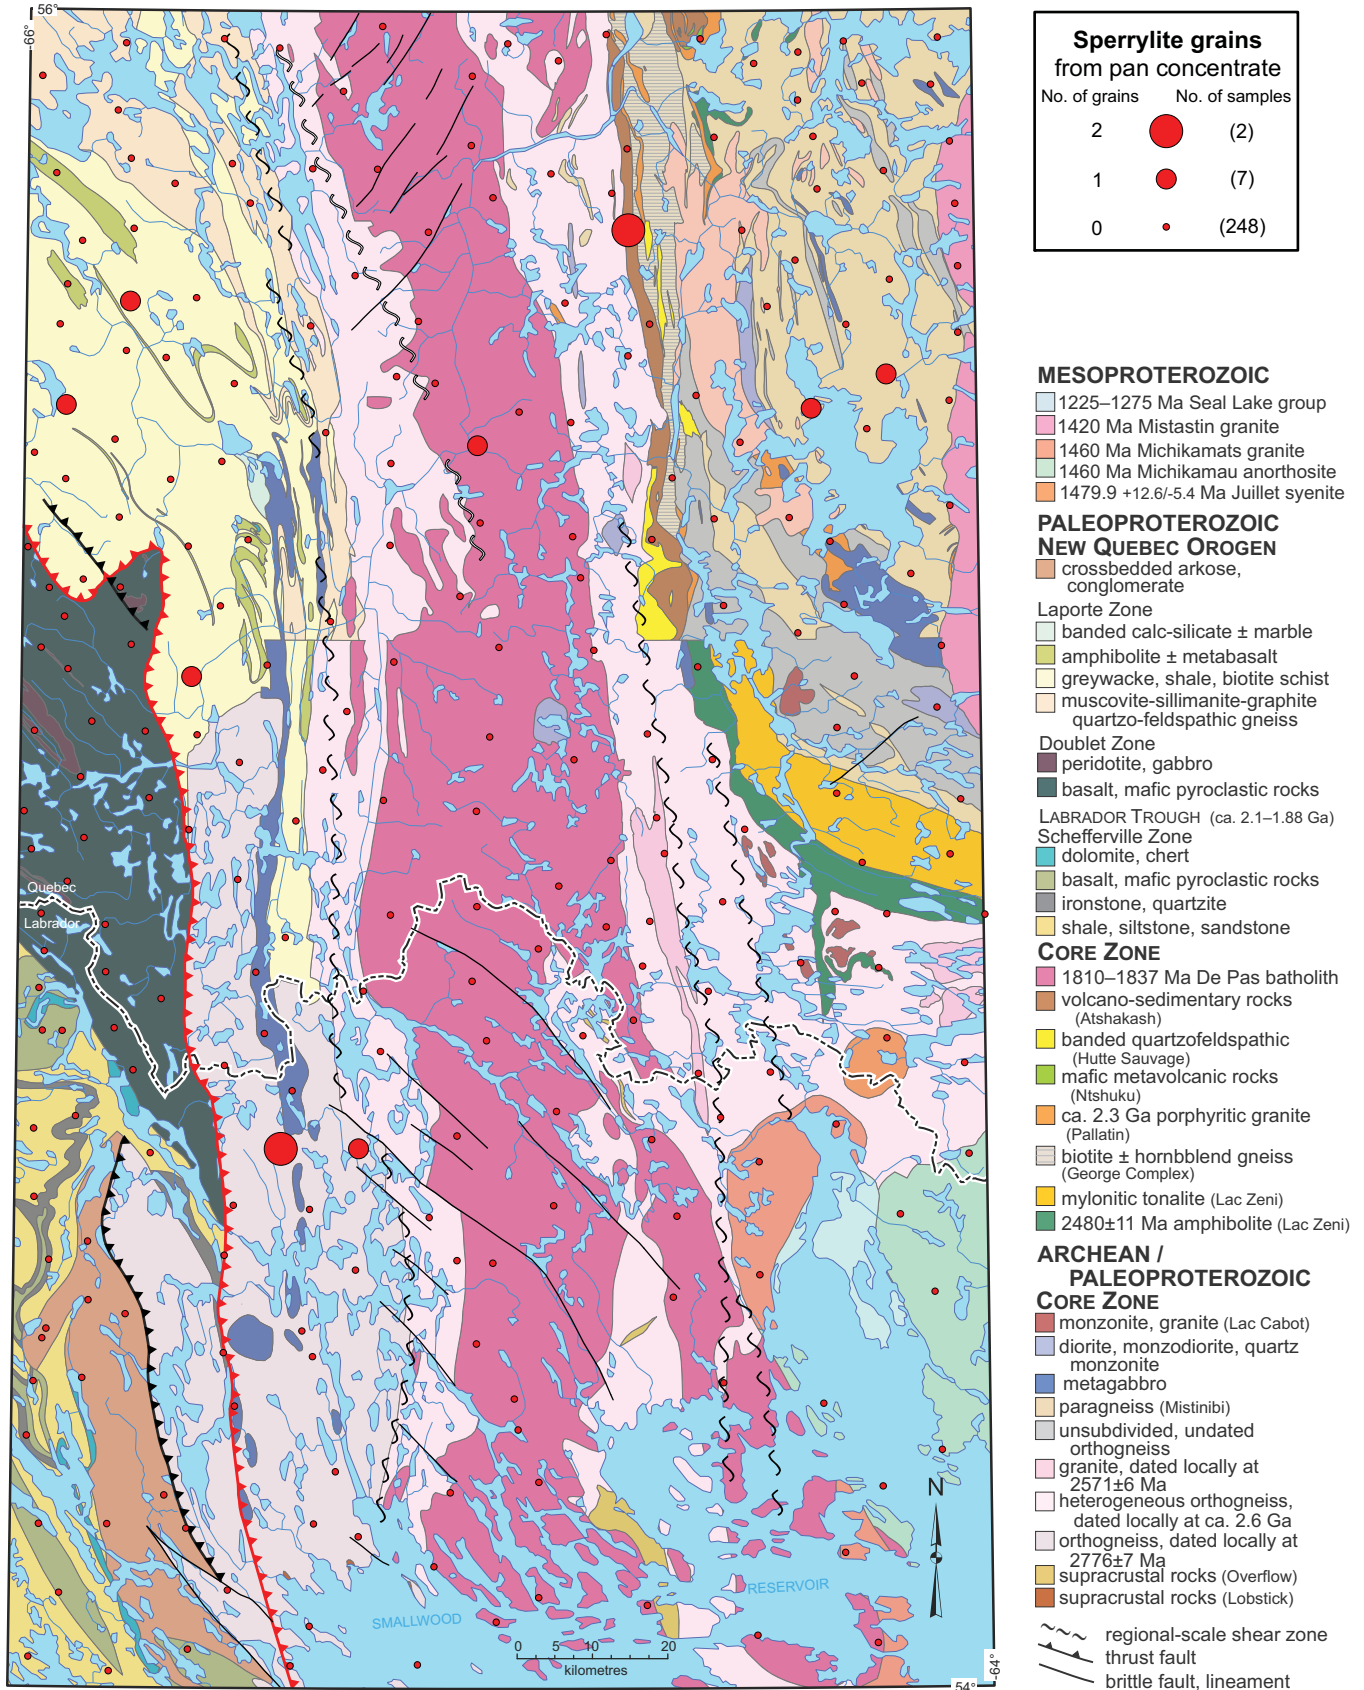 56°
66°
Sperrylite grains
from pan concentrate
No. of grains No. of samples
2 (2)
1 (7)
0 (248)
MESOPROTEROZOIC
1225–1275 Ma Seal Lake group
1420 Ma Mistastin granite
1460 Ma Michikamats granite
1460 Ma Michikamau anorthosite
1479.9 +12.6/-5.4 Ma Juillet syenite
PALEOPROTEROZOIC
NEW QUEBEC OROGEN
crossbedded arkose,
conglomerate
Laporte Zone
banded calc-silicate ± marble
amphibolite ± metabasalt
greywacke, shale, biotite schist
muscovite-sillimanite-graphite
quartzo-feldspathic gneiss
Doublet Zone
peridotite, gabbro
basalt, mafic pyroclastic rocks
LABRADOR TROUGH (ca. 2.1–1.88 Ga)
Schefferville Zone
dolomite, chert
basalt, mafic pyroclastic rocks
ironstone, quartzite
shale, siltstone, sandstone
CORE ZONE
1810–1837 Ma De Pas batholith
volcano-sedimentary rocks
(Atshakash)
banded quartzofeldspathic
(Hutte Sauvage)
mafic metavolcanic rocks
(Ntshuku)
ca. 2.3 Ga porphyritic granite
(Pallatin)
biotite ± hornbblend gneiss
(George Complex)
mylonitic tonalite (Lac Zeni)
2480±11 Ma amphibolite (Lac Zeni)
ARCHEAN /
PALEOPROTEROZOIC
CORE ZONE
monzonite, granite (Lac Cabot)
diorite, monzodiorite, quartz
monzonite
metagabbro
paragneiss (Mistinibi)
unsubdivided, undated
orthogneiss
granite, dated locally at
2571±6 Ma
heterogeneous orthogneiss,
dated locally at ca. 2.6 Ga
orthogneiss, dated locally at
2776±7 Ma
supracrustal rocks (Overflow)
supracrustal rocks (Lobstick)
regional-scale shear zone
thrust fault
brittle fault, lineament
Quebec
Labrador
N
SMALLWOOD RESERVOIR
0 5 10 20
kilometres
54°
-64°